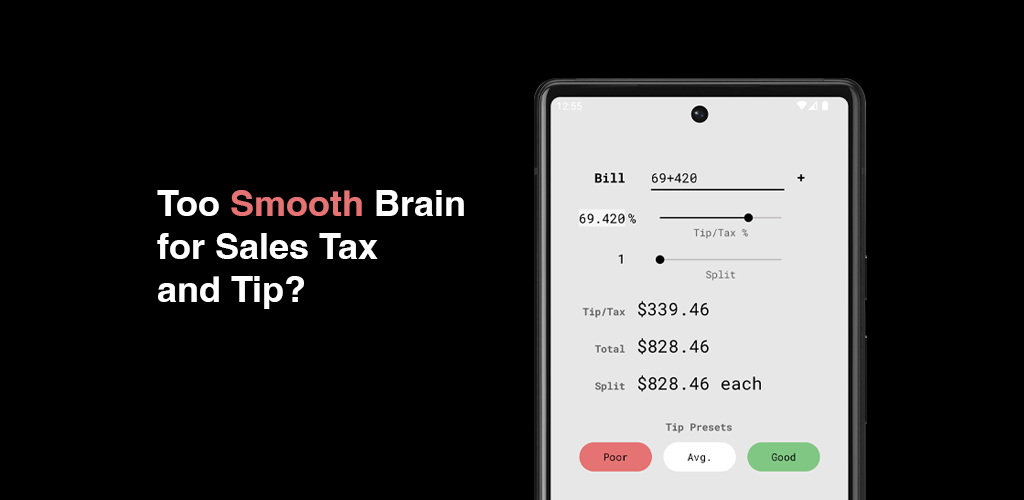 Too Smooth Brain
for Sales Tax
and Tip?
12:55
Bill 69+420 +
69.420%
Tip/Tax %
1
Split
Tip/Tax $339.46
Total $828.46
Split $828.46 each
Tip Presets
Poor Avg. Good